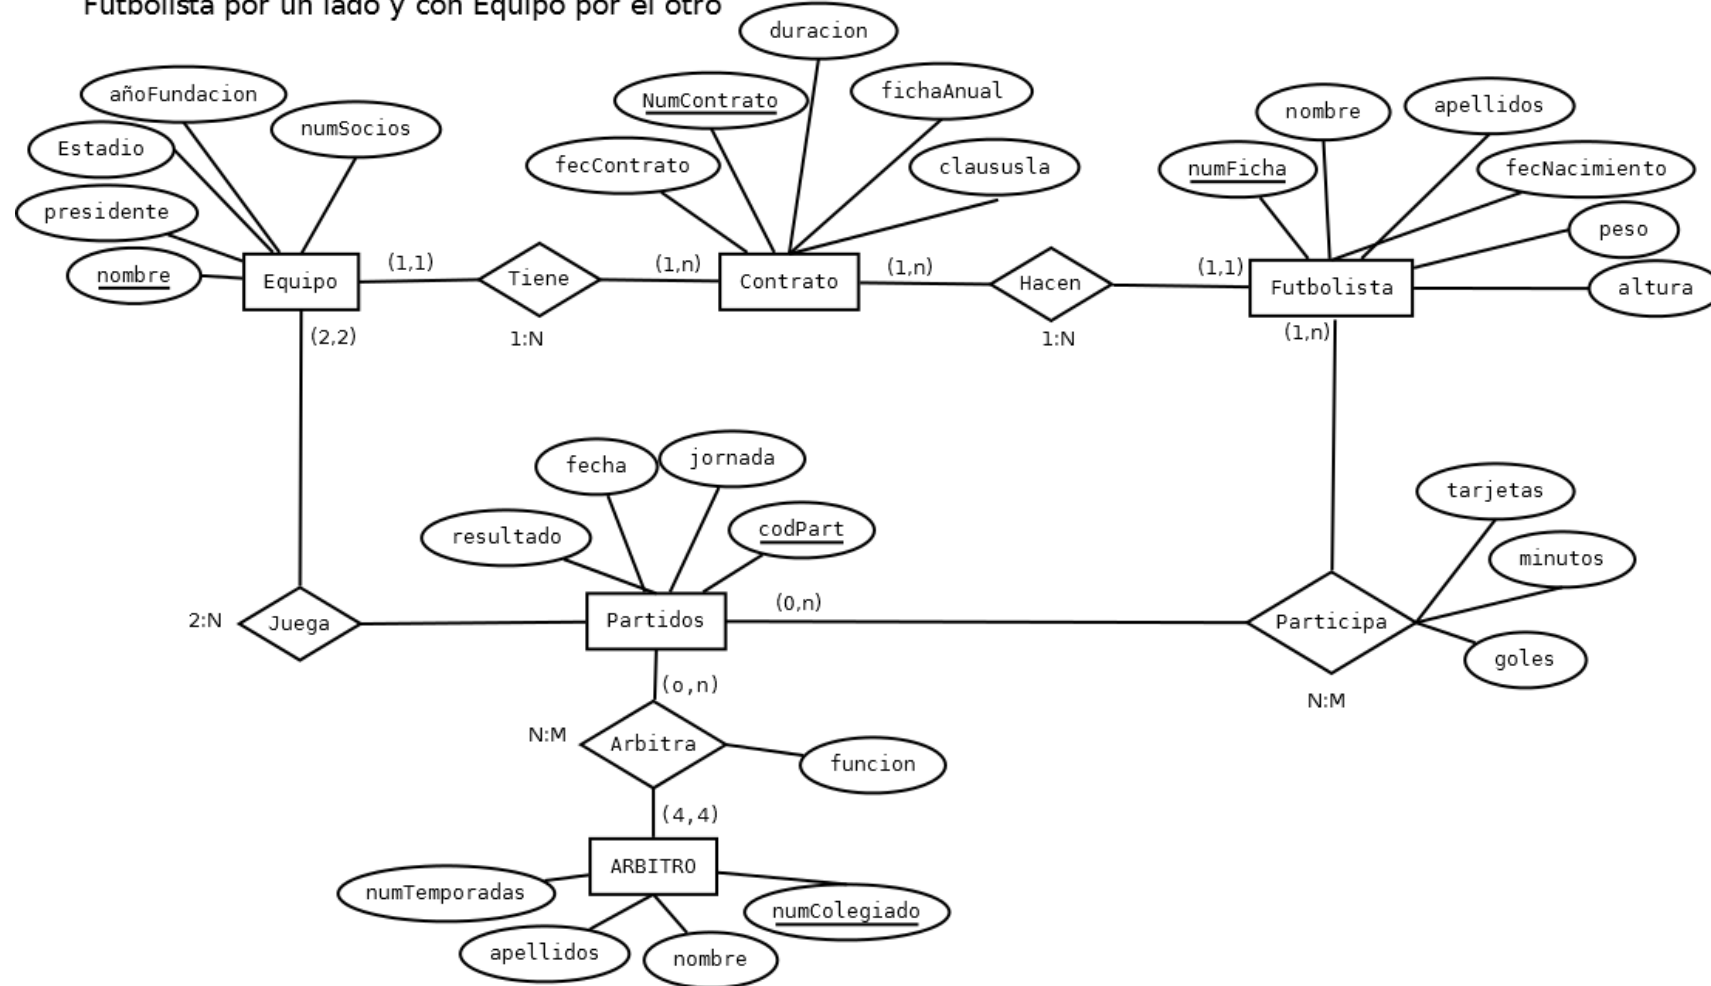 Futbolista por un lado y con Equipo por el otro
duracion
añoFundacion
NumContrato
fichaAnual
nombre
apellidos
numSocios
Estadio
fecContrato
claususla
numFicha
fecNacimiento
presidente
peso
nombre
Equipo
(1,1)
Tiene
(1,n)
Contrato
(1,n)
Hacen
(1,1)
Futbolista
altura
(2,2)
1:N
1:N
(1,n)
fecha
jornada
tarjetas
resultado
codPart
minutos
2:N
Juega
Partidos
(0,n)
Participa
goles
(o,n)
N:M
N:M
Arbitra
funcion
(4,4)
ARBITRO
numTemporadas
numColegiado
apellidos
nombre